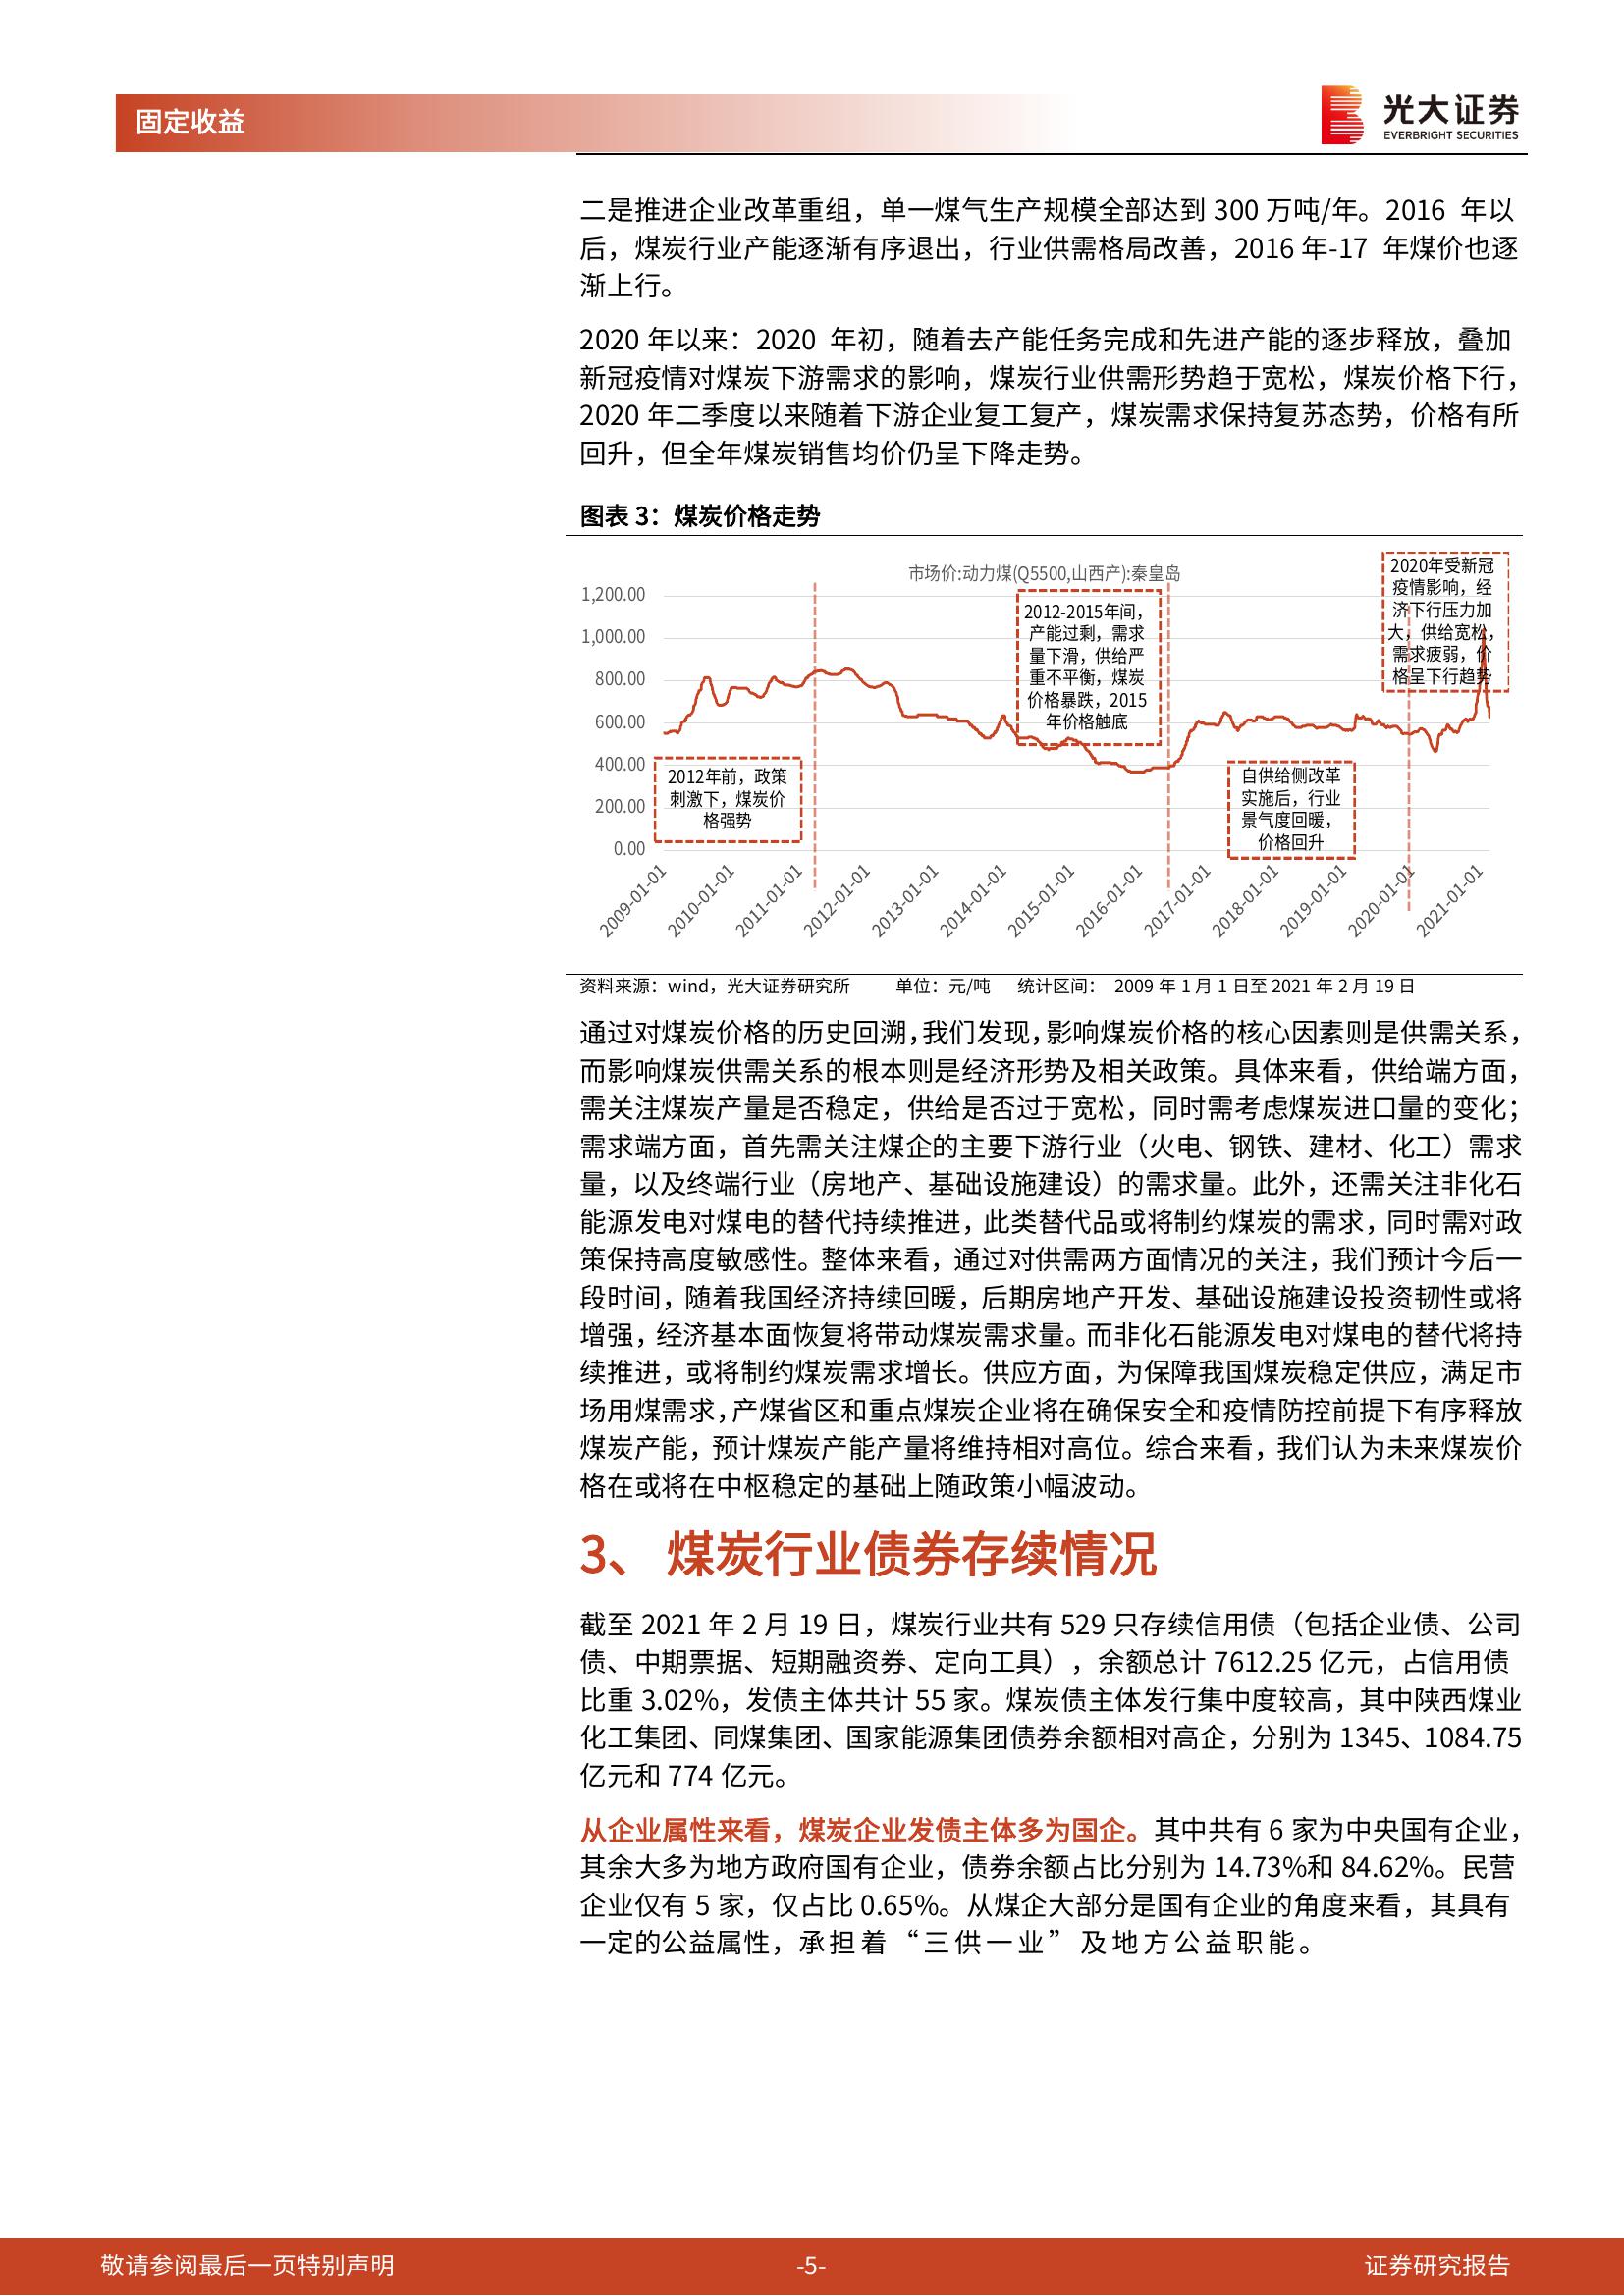 固定收益
光大证券
EVERBRIGHT SECURITIES
二是推进企业改革重组，单一煤气生产规模全部达到 300 万吨/年。2016 年以
后，煤炭行业产能逐渐有序退出，行业供需格局改善，2016 年-17 年煤价也逐
渐上行。
2020 年以来：2020 年初，随着去产能任务完成和先进产能的逐步释放，叠加
新冠疫情对煤炭下游需求的影响，煤炭行业供需形势趋于宽松，煤炭价格下行，
2020 年二季度以来随着下游企业复工复产，煤炭需求保持复苏态势，价格有所
回升，但全年煤炭销售均价仍呈下降走势。
图表 3：煤炭价格走势
市场价:动力煤(Q5500,山西产):秦皇岛
1,200.00
1,000.00
800.00
600.00
400.00
200.00
0.00
2012年前，政策
刺激下，煤炭价
格强势
2012-2015年间，
产能过剩，需求
量下滑，供给严
重不平衡，煤炭
价格暴跌，2015
年价格触底
自供给侧改革
实施后，行业
景气度回暖，
价格回升
2020年受新冠
疫情影响，经
济下行压力加
大，供给宽松，
需求疲弱，价
格呈下行趋势
2009-01-01
2010-01-01
2011-01-01
2012-01-01
2013-01-01
2014-01-01
2015-01-01
2016-01-01
2017-01-01
2018-01-01
2019-01-01
2020-01-01
2021-01-01
资料来源：wind，光大证券研究所 单位：元/吨 统计区间： 2009 年 1 月 1 日至 2021 年 2 月 19 日
通过对煤炭价格的历史回溯，我们发现，影响煤炭价格的核心因素则是供需关系，
而影响煤炭供需关系的根本则是经济形势及相关政策。具体来看，供给端方面，
需关注煤炭产量是否稳定，供给是否过于宽松，同时需考虑煤炭进口量的变化；
需求端方面，首先需关注煤企的主要下游行业（火电、钢铁、建材、化工）需求
量，以及终端行业（房地产、基础设施建设）的需求量。此外，还需关注非化石
能源发电对煤电的替代持续推进，此类替代品或将制约煤炭的需求，同时需对政
策保持高度敏感性。整体来看，通过对供需两方面情况的关注，我们预计今后一
段时间，随着我国经济持续回暖，后期房地产开发、基础设施建设投资韧性或将
增强，经济基本面恢复将带动煤炭需求量。而非化石能源发电对煤电的替代将持
续推进，或将制约煤炭需求增长。供应方面，为保障我国煤炭稳定供应，满足市
场用煤需求，产煤省区和重点煤炭企业将在确保安全和疫情防控前提下有序释放
煤炭产能，预计煤炭产能产量将维持相对高位。综合来看，我们认为未来煤炭价
格在或将在中枢稳定的基础上随政策小幅波动。
3、 煤炭行业债券存续情况
截至 2021 年 2 月 19 日，煤炭行业共有 529 只存续信用债（包括企业债、公司
债、中期票据、短期融资券、定向工具），余额总计 7612.25 亿元，占信用债
比重 3.02%，发债主体共计 55 家。煤炭债主体发行集中度较高，其中陕西煤业
化工集团、同煤集团、国家能源集团债券余额相对高企，分别为 1345、1084.75
亿元和 774 亿元。
从企业属性来看，煤炭企业发债主体多为国企。其中共有 6 家为中央国有企业，
其余大多为地方政府国有企业，债券余额占比分别为 14.73%和 84.62%。民营
企业仅有 5 家，仅占比 0.65%。从煤企大部分是国有企业的角度来看，其具有
一定的公益属性，承担着“三供一业”及地方公益职能。
敬请参阅最后一页特别声明
-5-
证券研究报告